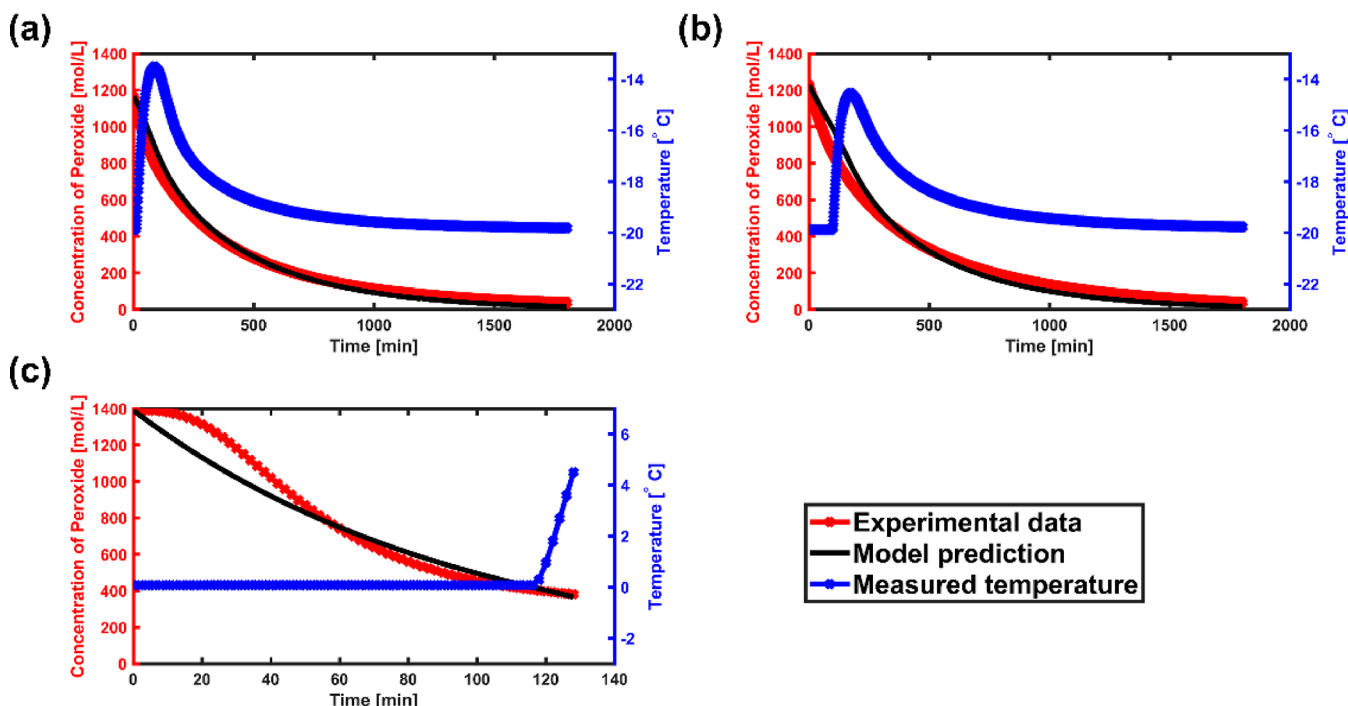 (a)
Concentration of Peroxide [mol/L]
1400
1200
1000
800
600
400
200
0
-14
-16
-18
-20
-22
Temperature [° C]
0 500 1000 1500 2000
Time [min]
(b)
Concentration of Peroxide [mol/L]
1400
1200
1000
800
600
400
200
0
-14
-16
-18
-20
-22
Temperature [° C]
0 500 1000 1500 2000
Time [min]
(c)
Concentration of Peroxide [mol/L]
1400
1200
1000
800
600
400
200
0
6
4
2
0
-2
Temperature [° C]
0 20 40 60 80 100 120 140
Time [min]
Experimental data
Model prediction
Measured temperature